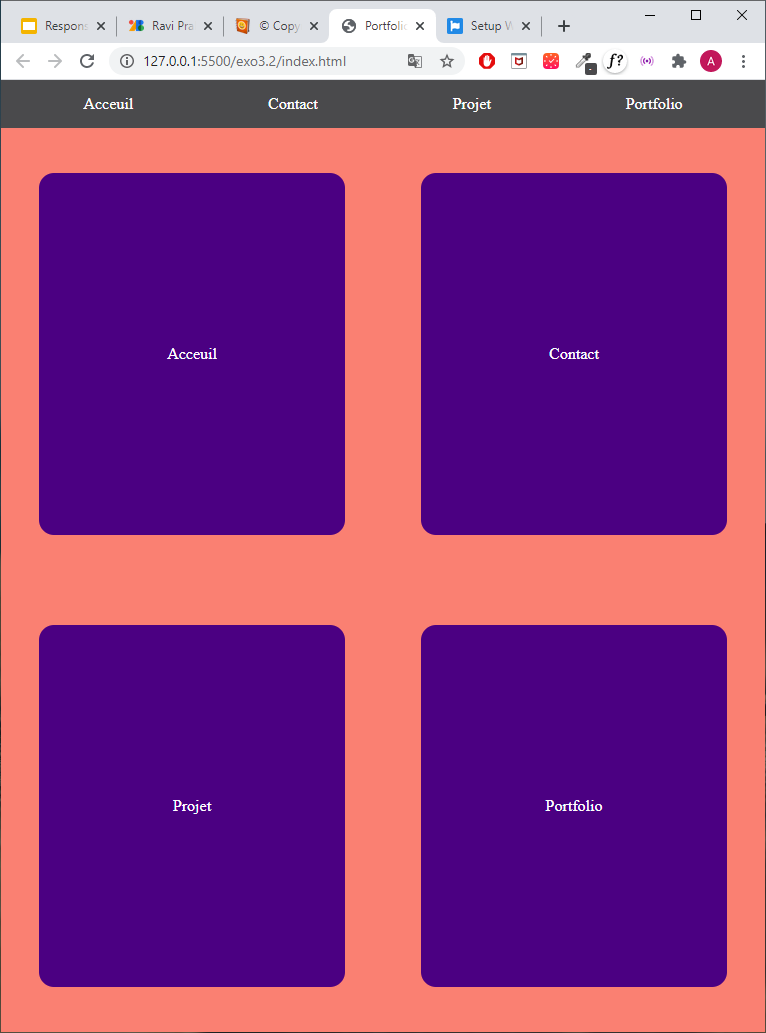 Respons
Ravi Pra
© Copy
Portfolio
Setup W
127.0.0.1:5500/exo3.2/index.html
f?
A
Acceuil Contact Projet Portfolio
Acceuil Contact
Projet Portfolio